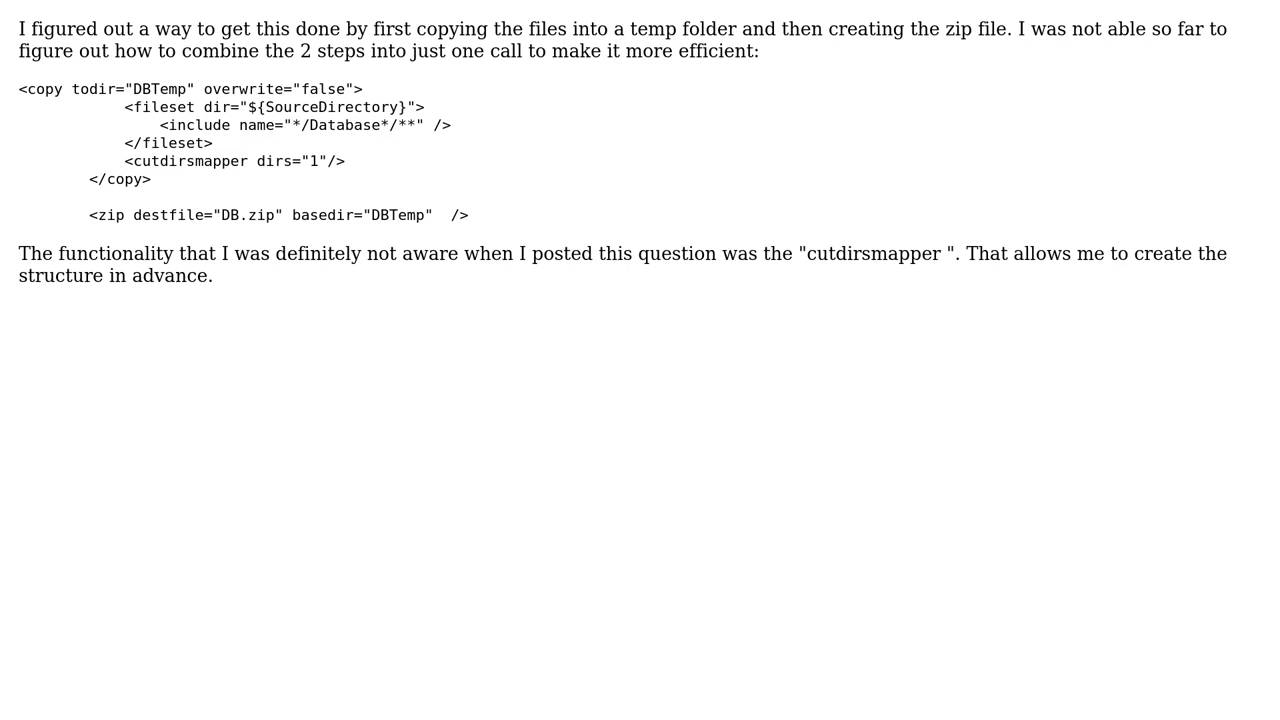 I figured out a way to get this done by first copying the files into a temp folder and then creating the zip file. I was not able so far to
figure out how to combine the 2 steps into just one call to make it more efficient:
<copy todir="DBTemp" overwrite="false">
            <fileset dir="${SourceDirectory}">
                <include name="*/Database*/**" />
            </fileset>
            <cutdirsmapper dirs="1"/>
        </copy>

        <zip destfile="DB.zip" basedir="DBTemp"  />
The functionality that I was definitely not aware when I posted this question was the "cutdirsmapper ". That allows me to create the
structure in advance.